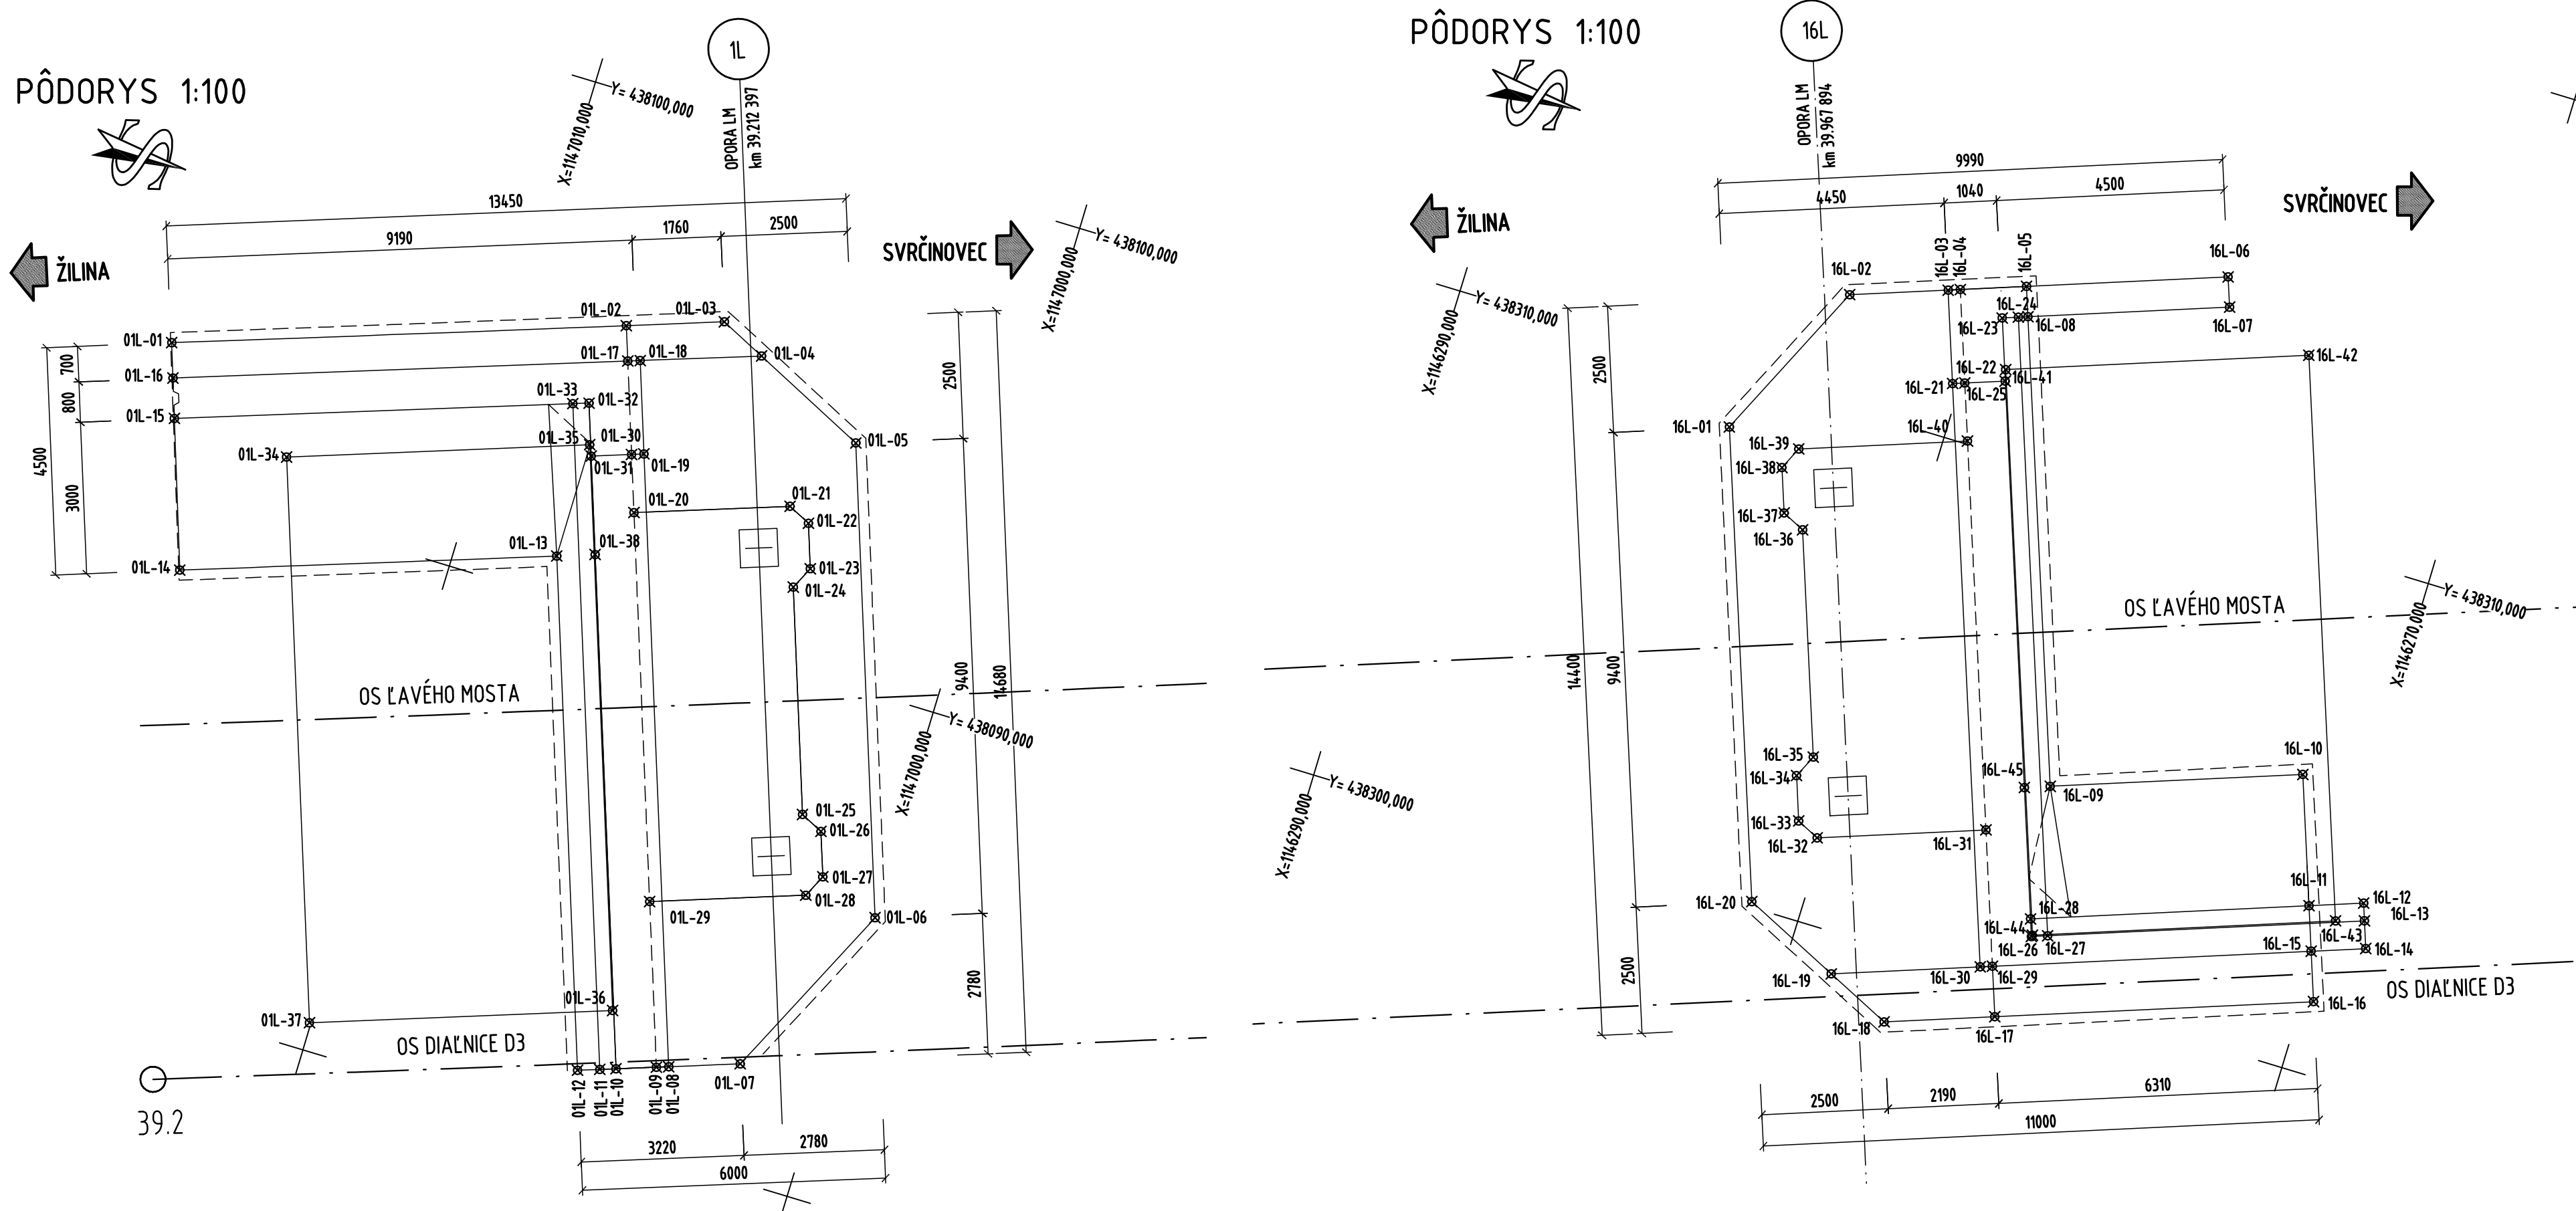 PÔDORYS 1:100
1L
OPORA LM
km 39.212 397
X=1147010,000
Y= 438100,000
13450
9190
1760
2500
ŽILINA
SVRČINOVEC
X=1147000,000
Y= 438100,000
01L-01
01L-02
01L-03
01L-16
01L-17
01L-18
01L-04
01L-15
01L-33
01L-32
01L-34
01L-35
01L-30
01L-31
01L-19
01L-05
01L-20
01L-21
01L-22
01L-13
01L-38
01L-14
01L-23
01L-24
700
800
4500
3000
2500
9400
14680
2780
OS ĽAVÉHO MOSTA
X=1147000,000
Y= 438090,000
01L-25
01L-26
01L-27
01L-28
01L-29
01L-06
01L-36
01L-37
OS DIAĽNICE D3
39.2
01L-12
01L-11
01L-10
01L-09
01L-08
01L-07
3220
2780
6000
PÔDORYS 1:100
16L
OPORA LM
km 39.967 894
9990
4450
1040
4500
ŽILINA
SVRČINOVEC
X=1146290,000
Y= 438310,000
16L-02
16L-03
16L-04
16L-05
16L-06
16L-24
16L-23
16L-08
16L-07
16L-22
16L-41
16L-42
16L-21
16L-25
16L-01
16L-40
16L-39
16L-38
16L-37
16L-36
2500
14400
9400
2500
OS ĽAVÉHO MOSTA
X=1146270,000
Y= 438310,000
X=1146290,000
Y= 438300,000
16L-35
16L-34
16L-33
16L-32
16L-31
16L-45
16L-09
16L-10
16L-20
16L-28
16L-11
16L-12
16L-13
16L-44
16L-26
16L-27
16L-43
16L-15
16L-14
16L-19
16L-30
16L-29
16L-18
16L-17
16L-16
OS DIAĽNICE D3
2500
2190
6310
11000